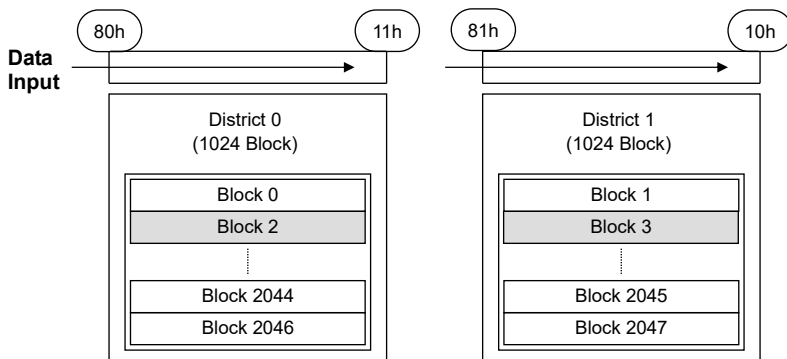 80h
11h
81h
10h
Data
Input
District 0
(1024 Block)
District 1
(1024 Block)
Block 0
Block 2
Block 2044
Block 2046
Block 1
Block 3
Block 2045
Block 2047